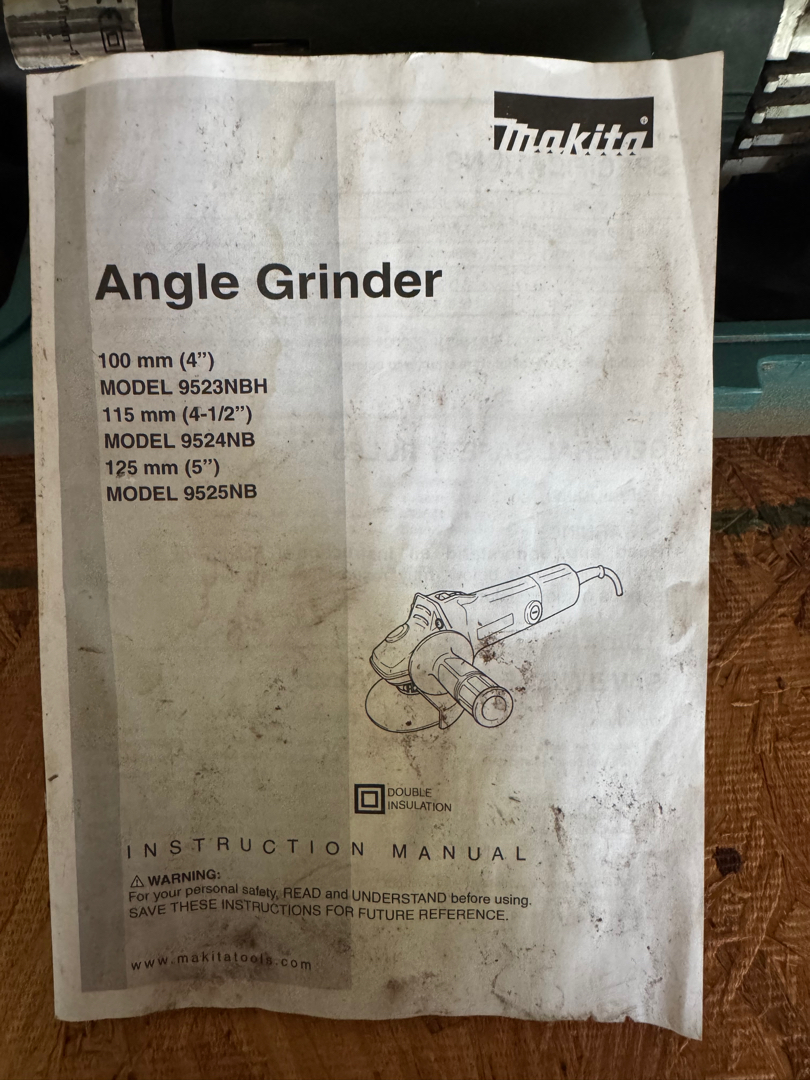 Makita®
Angle Grinder
100 mm (4”)
MODEL 9523NBH
115 mm (4-1/2”)
MODEL 9524NB
125 mm (5”)
MODEL 9525NB
DOUBLE
INSULATION
INSTRUCTION MANUAL
⚠ WARNING:
For your personal safety, READ and UNDERSTAND before using.
SAVE THESE INSTRUCTIONS FOR FUTURE REFERENCE.
www.makitatools.com